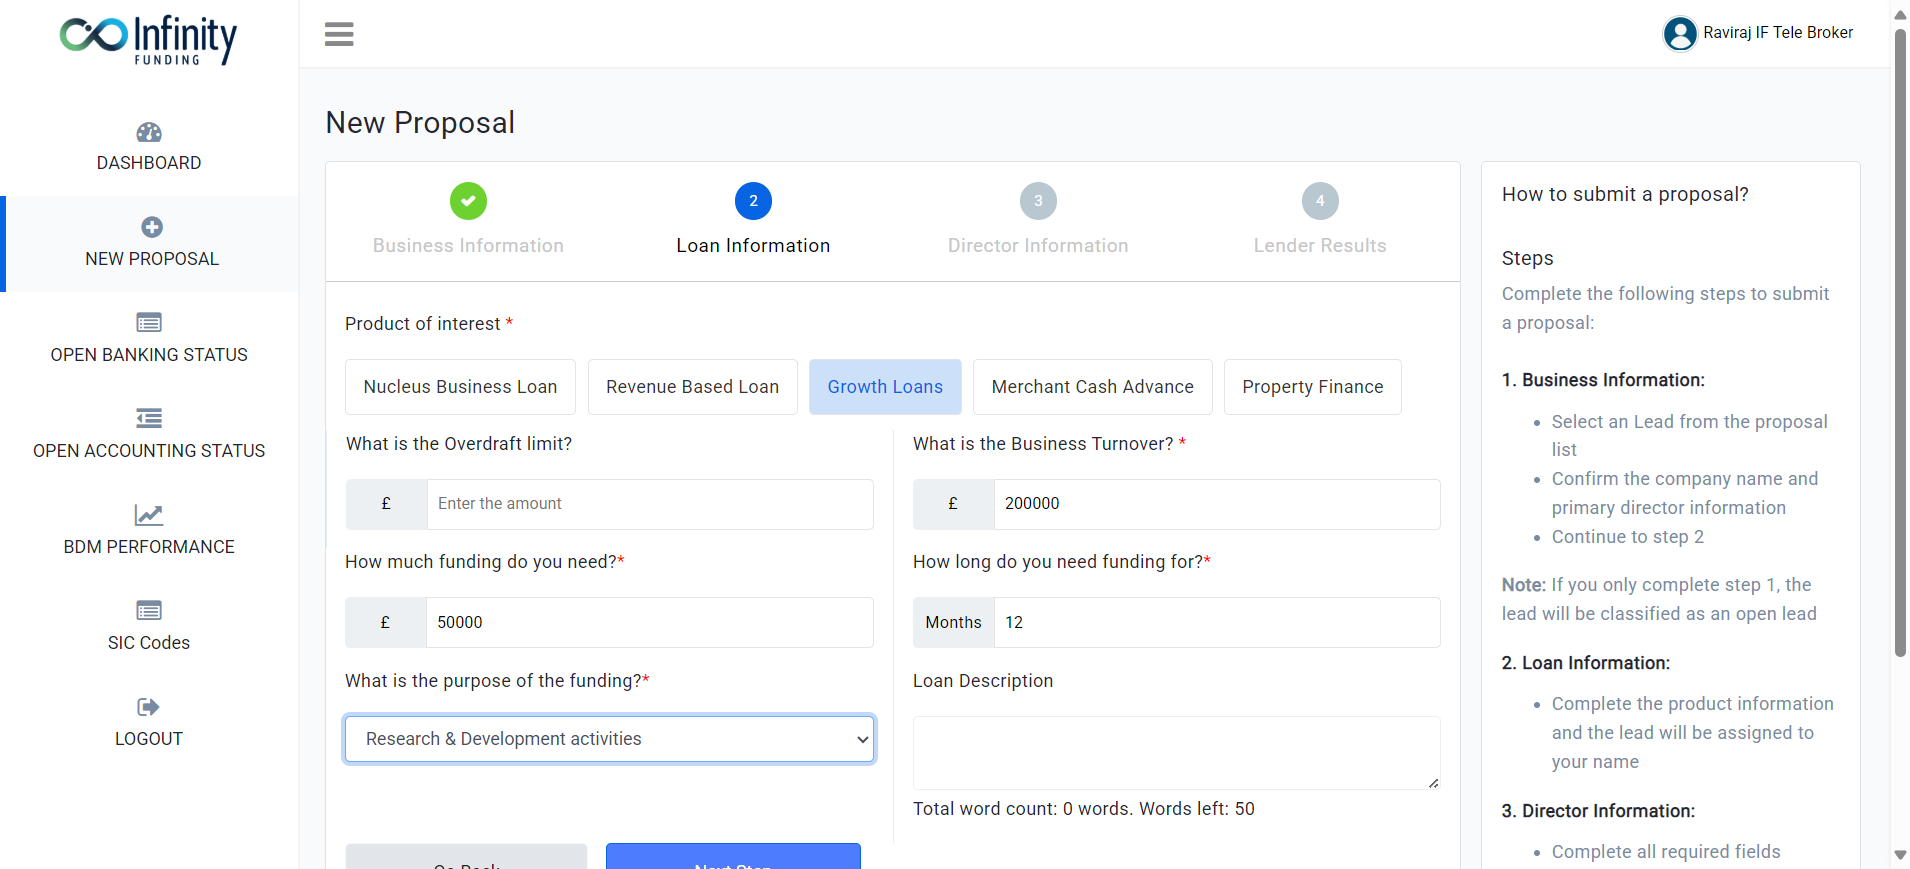 Infinity
FUNDING
Raviraj IF Tele Broker
DASHBOARD
NEW PROPOSAL
OPEN BANKING STATUS
OPEN ACCOUNTING STATUS
BDM PERFORMANCE
SIC Codes
LOGOUT
New Proposal
2
3
4
Business Information
Loan Information
Director Information
Lender Results
Product of interest *
Nucleus Business Loan
Revenue Based Loan
Growth Loans
Merchant Cash Advance
Property Finance
What is the Overdraft limit?
£
Enter the amount
What is the Business Turnover? *
£
200000
How much funding do you need?*
£
50000
How long do you need funding for?*
Months
12
What is the purpose of the funding?*
Research & Development activities
Loan Description
Total word count: 0 words. Words left: 50
Go Back
Next Step
How to submit a proposal?
Steps
Complete the following steps to submit
a proposal:
1. Business Information:
• Select an Lead from the proposal
list
• Confirm the company name and
primary director information
• Continue to step 2
Note: If you only complete step 1, the
lead will be classified as an open lead
2. Loan Information:
• Complete the product information
and the lead will be assigned to
your name
3. Director Information:
• Complete all required fields